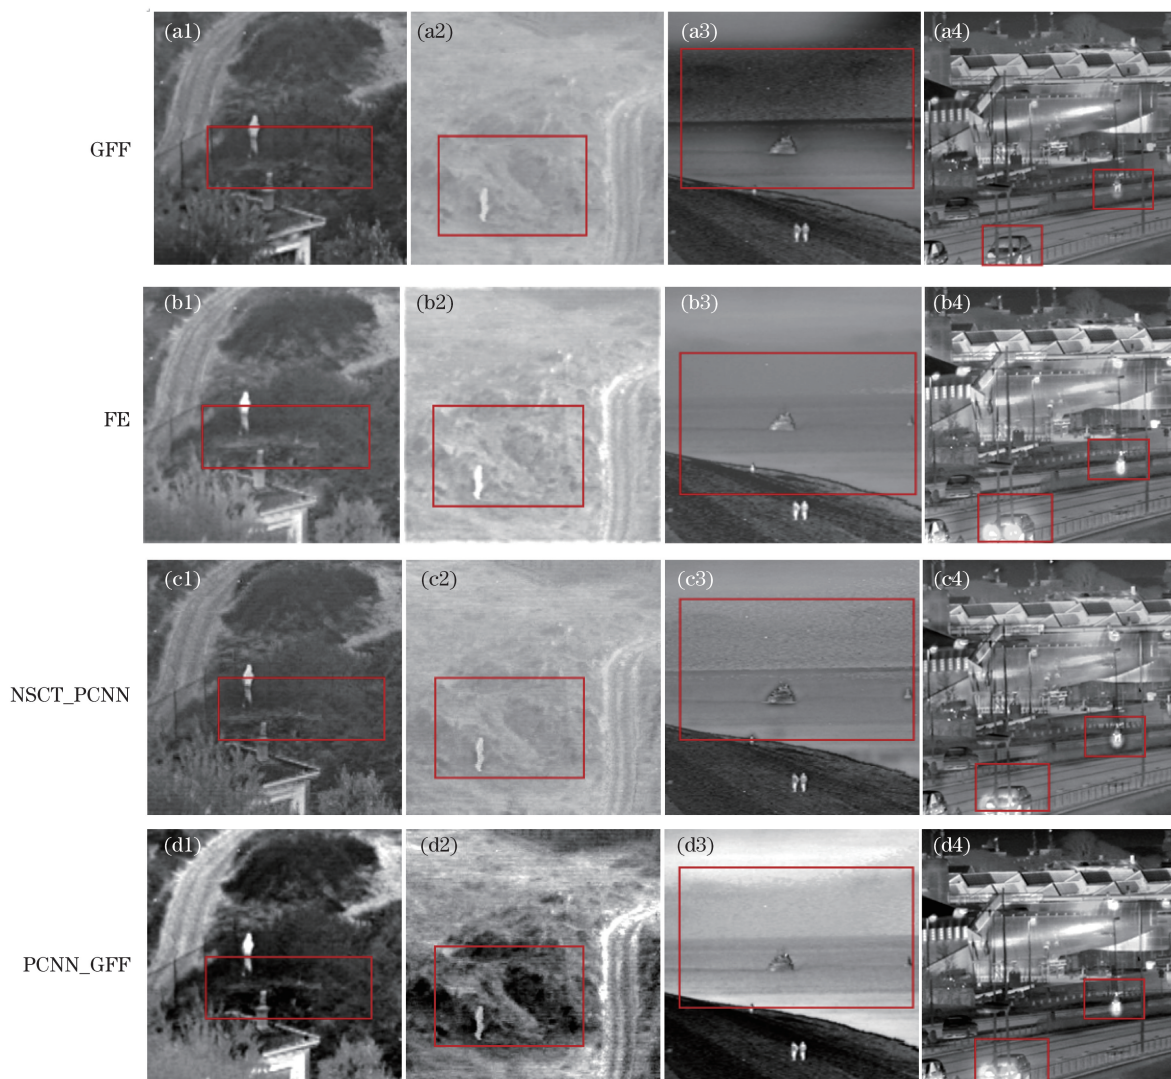 (a1) (a2) (a3) (a4)
GFF
(b1) (b2) (b3) (b4)
FE
(c1) (c2) (c3) (c4)
NSCT_PCNN
(d1) (d2) (d3) (d4)
PCNN_GFF